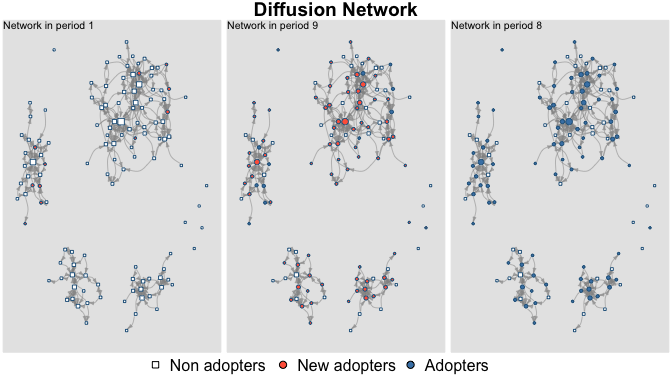 Diffusion Network
Network in period 1
Network in period 9
Network in period 8
Non adopters
New adopters
Adopters